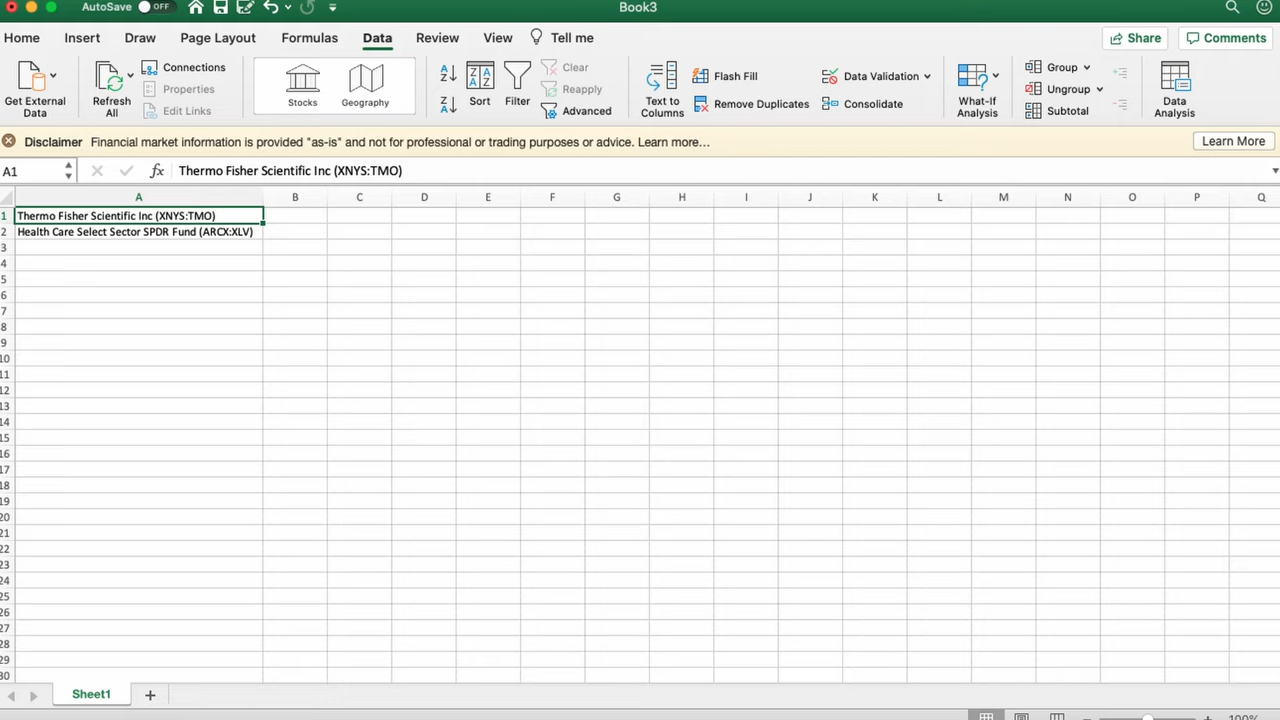 AutoSave OFF Book3
Home Insert Draw Page Layout Formulas Data Review View Tell me Share Comments
Get External Data
Refresh All
Connections
Properties
Edit Links
Stocks
Geography
A Z
Z A
Z A A Z
Sort
Filter
Clear
Reapply
Advanced
Text to Columns
Flash Fill
Remove Duplicates
Data Validation
Consolidate
What-If Analysis
Group
Ungroup
Subtotal
Data Analysis
Disclaimer Financial market information is provided "as-is" and not for professional or trading purposes or advice. Learn more... Learn More
A1 fx Thermo Fisher Scientific Inc (XNYS:TMO)
A B C D E F G H I J K L M N O P Q
1 Thermo Fisher Scientific Inc (XNYS:TMO)
2 Health Care Select Sector SPDR Fund (ARCX:XLV)
3
4
5
6
7
8
9
10
11
12
13
14
15
16
17
18
19
20
21
22
23
24
25
26
27
28
29
30
Sheet1 +
100%